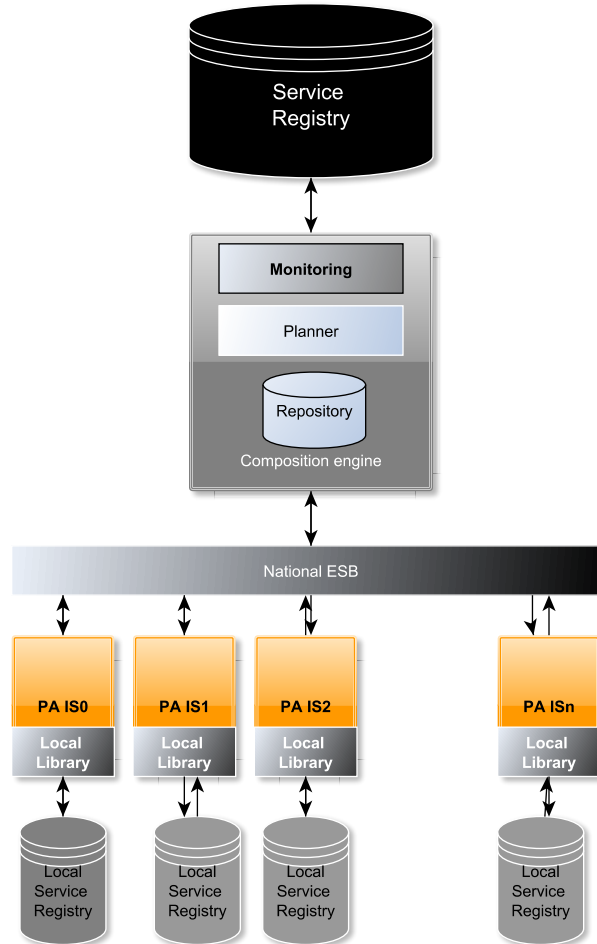 Service
Registry
Monitoring
Planner
Repository
Composition engine
National ESB
PA IS0
PA IS1
PA IS2
PA ISn
Local
Library
Local
Library
Local
Library
Local
Library
Local
Service
Registry
Local
Service
Registry
Local
Service
Registry
Local
Service
Registry